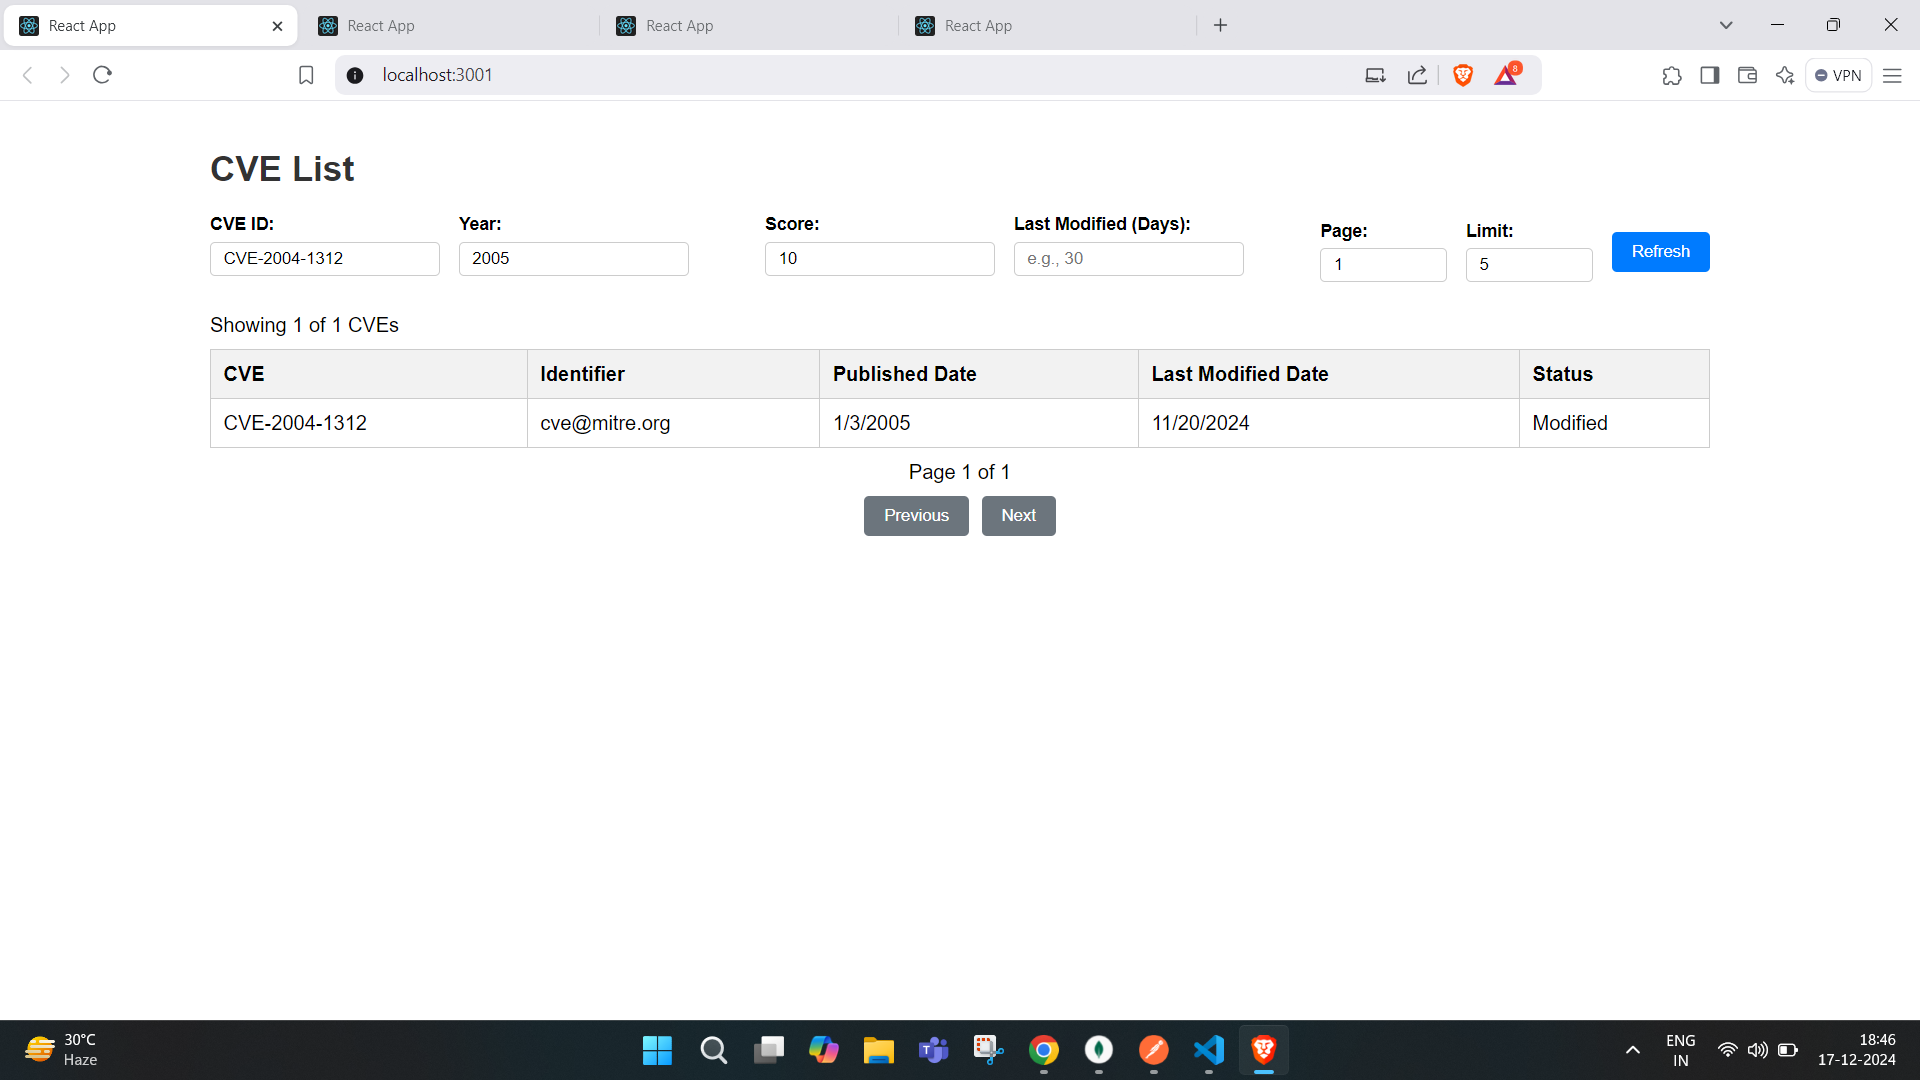 React App
React App
React App
React App
localhost:3001
8
VPN
CVE List
CVE ID:
Year:
Score:
Last Modified (Days):
Page:
Limit:
CVE-2004-1312
2005
10
e.g., 30
1
5
Refresh
Showing 1 of 1 CVEs
CVE Identifier Published Date Last Modified Date Status
CVE-2004-1312 cve@mitre.org 1/3/2005 11/20/2024 Modified
Page 1 of 1
Previous Next
30°C
Haze
ENG
IN
18:46
17-12-2024